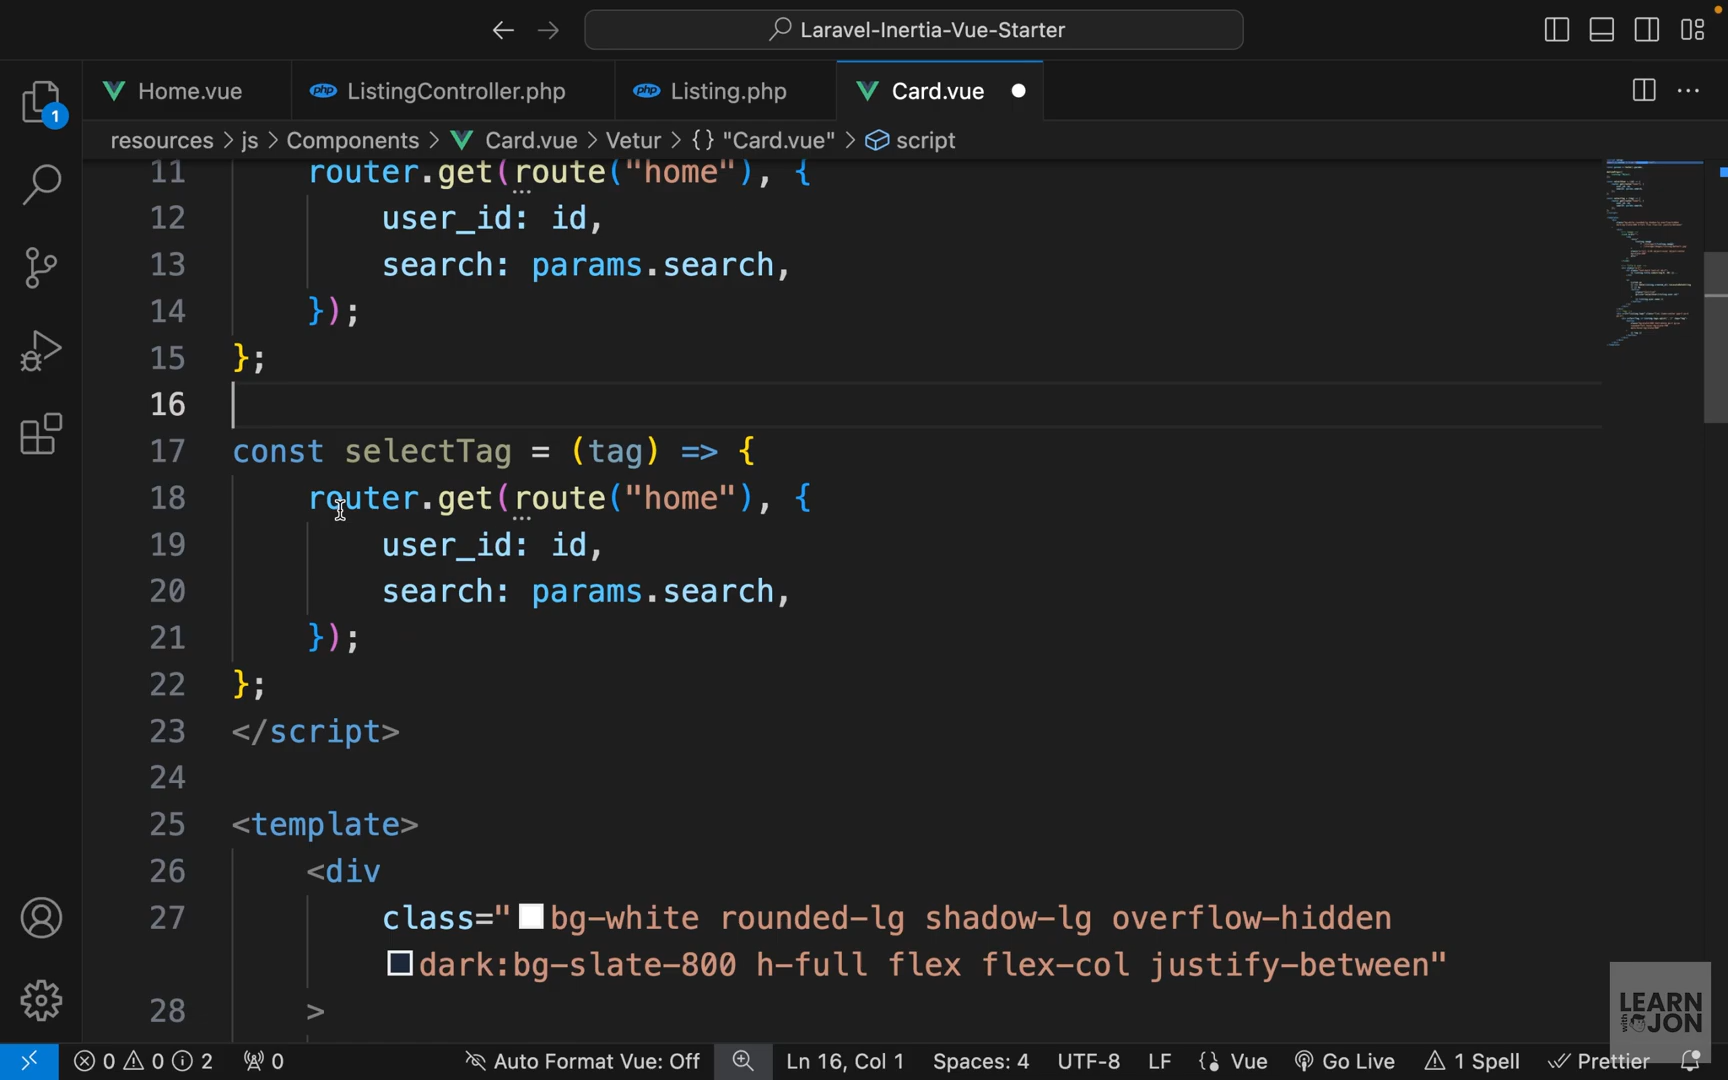 Laravel-Inertia-Vue-Starter
Home.vue
php ListingController.php
php Listing.php
Card.vue
1
resources > js > Components > Card.vue > Vetur > {} "Card.vue" > script
11 router.get(route("home"), {
12 user_id: id,
13 search: params.search,
14 });
15 };
16
17 const selectTag = (tag) => {
18 router.get(route("home"), {
19 user_id: id,
20 search: params.search,
21 });
22 };
23 </script>
24
25 <template>
26 <div
27 class="bg-white rounded-lg shadow-lg overflow-hidden
dark:bg-slate-800 h-full flex flex-col justify-between"
28 >
LEARN
with JON
0 0 2 0 Auto Format Vue: Off Ln 16, Col 1 Spaces: 4 UTF-8 LF Vue Go Live 1 Spell Prettier